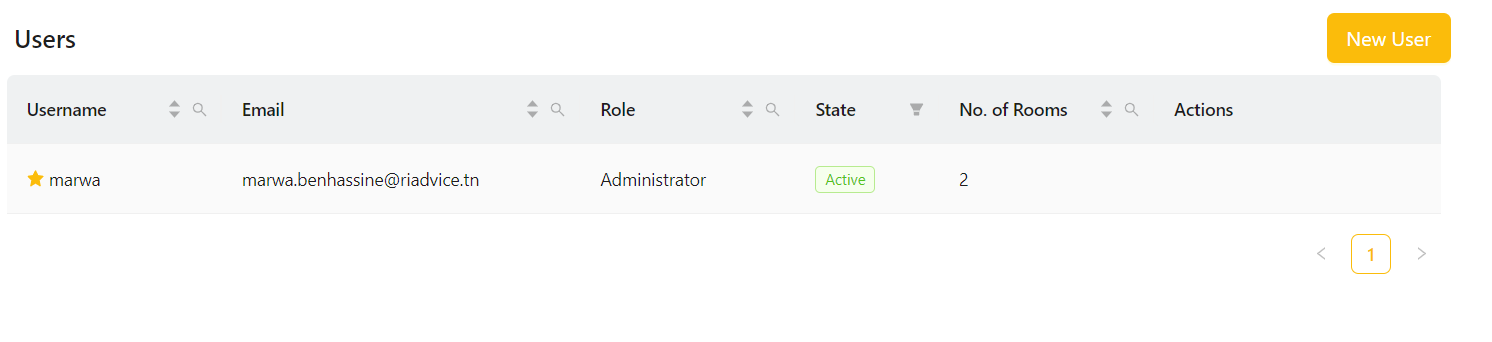 Users
New User
Username Email Role State No. of Rooms Actions
marwa marwa.benhassine@riadvice.tn Administrator Active 2
1